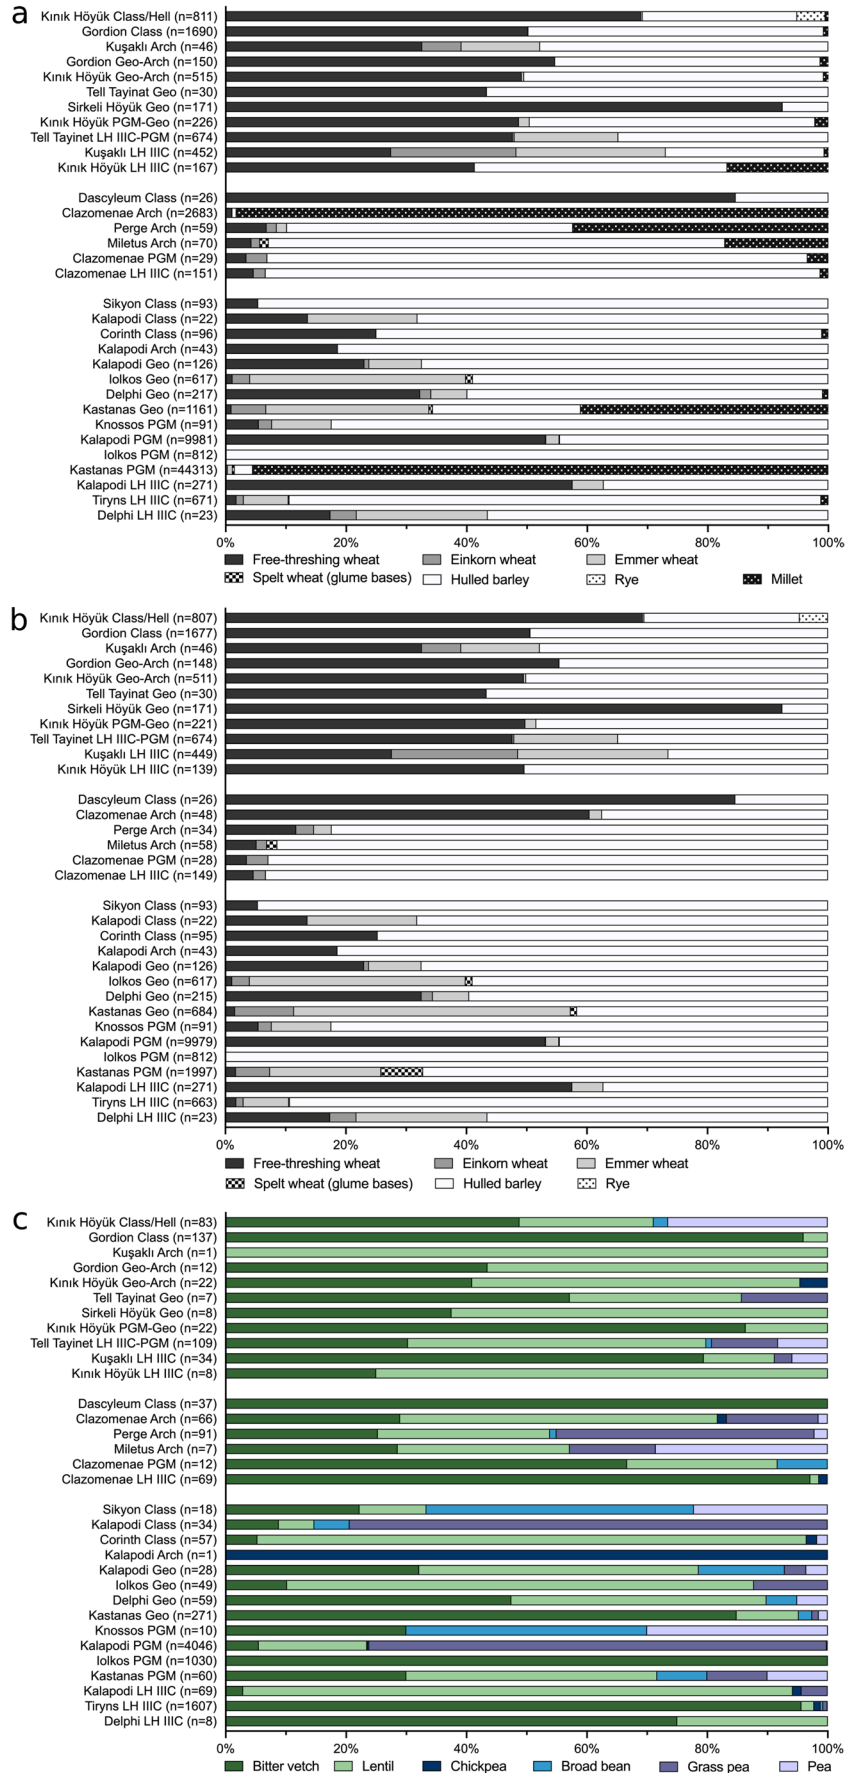 a
Kınık Höyük Class/Hell (n=811)
Gordion Class (n=1690)
Kuşaklı Arch (n=46)
Gordion Geo-Arch (n=150)
Kınık Höyük Geo-Arch (n=515)
Tell Tayinat Geo (n=30)
Sirkeli Höyük Geo (n=171)
Kınık Höyük PGM-Geo (n=226)
Tell Tayinet LH IIIC-PGM (n=674)
Kuşaklı LH IIIC (n=452)
Kınık Höyük LH IIIC (n=167)
Dascyleum Class (n=26)
Clazomenae Arch (n=2683)
Perge Arch (n=59)
Miletus Arch (n=70)
Clazomenae PGM (n=29)
Clazomenae LH IIIC (n=151)
Sikyon Class (n=93)
Kalapodi Class (n=22)
Corinth Class (n=96)
Kalapodi Arch (n=43)
Kalapodi Geo (n=126)
Iolkos Geo (n=617)
Delphi Geo (n=217)
Kastanas Geo (n=1161)
Knossos PGM (n=91)
Kalapodi PGM (n=9981)
Iolkos PGM (n=812)
Kastanas PGM (n=44313)
Kalapodi LH IIIC (n=271)
Tiryns LH IIIC (n=671)
Delphi LH IIIC (n=23)
0% 20% 40% 60% 80% 100%
Free-threshing wheat Einkorn wheat Emmer wheat
Spelt wheat (glume bases) Hulled barley Rye Millet
b
Kınık Höyük Class/Hell (n=807)
Gordion Class (n=1677)
Kuşaklı Arch (n=46)
Gordion Geo-Arch (n=148)
Kınık Höyük Geo-Arch (n=511)
Tell Tayinat Geo (n=30)
Sirkeli Höyük Geo (n=171)
Kınık Höyük PGM-Geo (n=221)
Tell Tayinet LH IIIC-PGM (n=674)
Kuşaklı LH IIIC (n=449)
Kınık Höyük LH IIIC (n=139)
Dascyleum Class (n=26)
Clazomenae Arch (n=48)
Perge Arch (n=34)
Miletus Arch (n=58)
Clazomenae PGM (n=28)
Clazomenae LH IIIC (n=149)
Sikyon Class (n=93)
Kalapodi Class (n=22)
Corinth Class (n=95)
Kalapodi Arch (n=43)
Kalapodi Geo (n=126)
Iolkos Geo (n=617)
Delphi Geo (n=215)
Kastanas Geo (n=684)
Knossos PGM (n=91)
Kalapodi PGM (n=9979)
Iolkos PGM (n=812)
Kastanas PGM (n=1997)
Kalapodi LH IIIC (n=271)
Tiryns LH IIIC (n=663)
Delphi LH IIIC (n=23)
0% 20% 40% 60% 80% 100%
Free-threshing wheat Einkorn wheat Emmer wheat
Spelt wheat (glume bases) Hulled barley Rye
c
Kınık Höyük Class/Hell (n=83)
Gordion Class (n=137)
Kuşaklı Arch (n=1)
Gordion Geo-Arch (n=12)
Kınık Höyük Geo-Arch (n=22)
Tell Tayinat Geo (n=7)
Sirkeli Höyük Geo (n=8)
Kınık Höyük PGM-Geo (n=22)
Tell Tayinet LH IIIC-PGM (n=109)
Kuşaklı LH IIIC (n=34)
Kınık Höyük LH IIIC (n=8)
Dascyleum Class (n=37)
Clazomenae Arch (n=66)
Perge Arch (n=91)
Miletus Arch (n=7)
Clazomenae PGM (n=12)
Clazomenae LH IIIC (n=69)
Sikyon Class (n=18)
Kalapodi Class (n=34)
Corinth Class (n=57)
Kalapodi Arch (n=1)
Kalapodi Geo (n=28)
Iolkos Geo (n=49)
Delphi Geo (n=59)
Kastanas Geo (n=271)
Knossos PGM (n=10)
Kalapodi PGM (n=4046)
Iolkos PGM (n=1030)
Kastanas PGM (n=60)
Kalapodi LH IIIC (n=69)
Tiryns LH IIIC (n=1607)
Delphi LH IIIC (n=8)
0% 20% 40% 60% 80% 100%
Bitter vetch Lentil Chickpea Broad bean Grass pea Pea